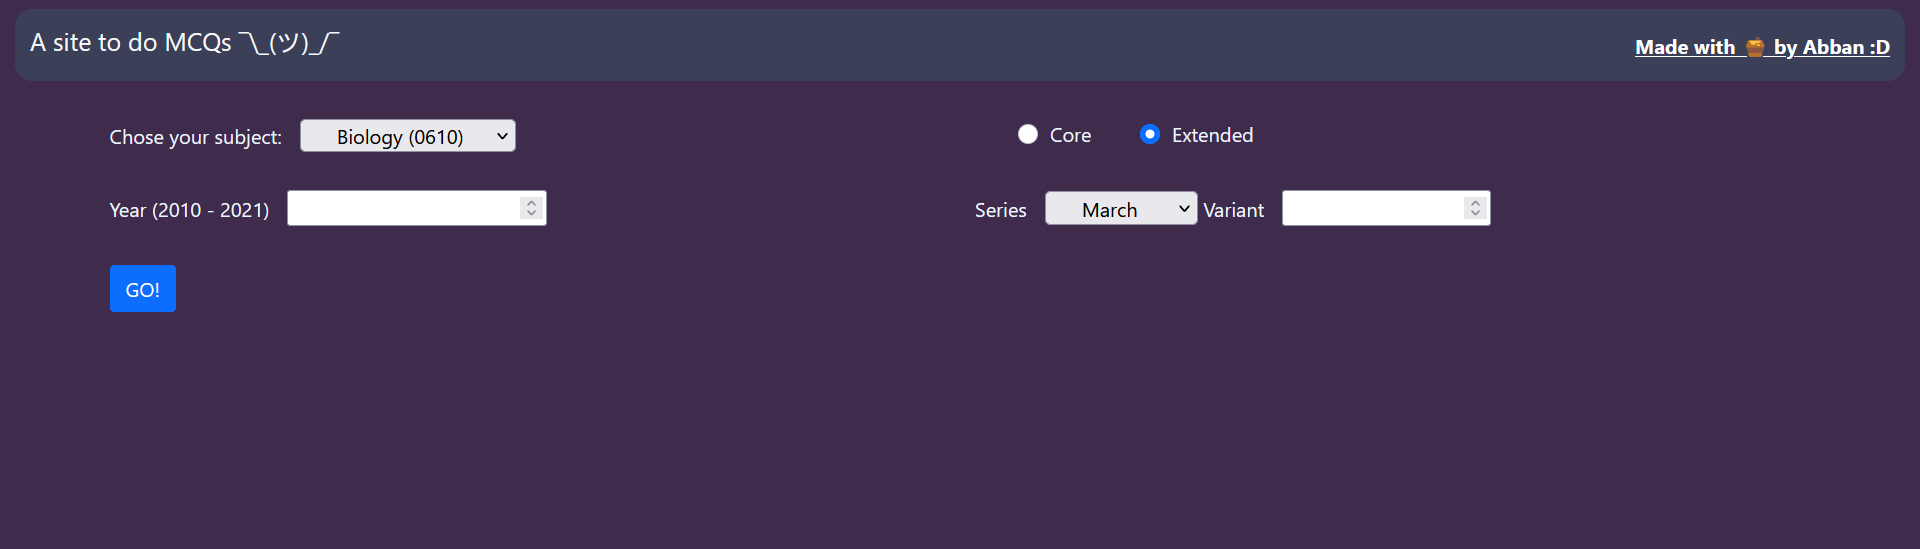 A site to do MCQs ¯\_(ツ)_/¯
Made with 🍯 by Abban :D
Chose your subject: Biology (0610)
Core Extended
Year (2010 - 2021)
Series March Variant
GO!